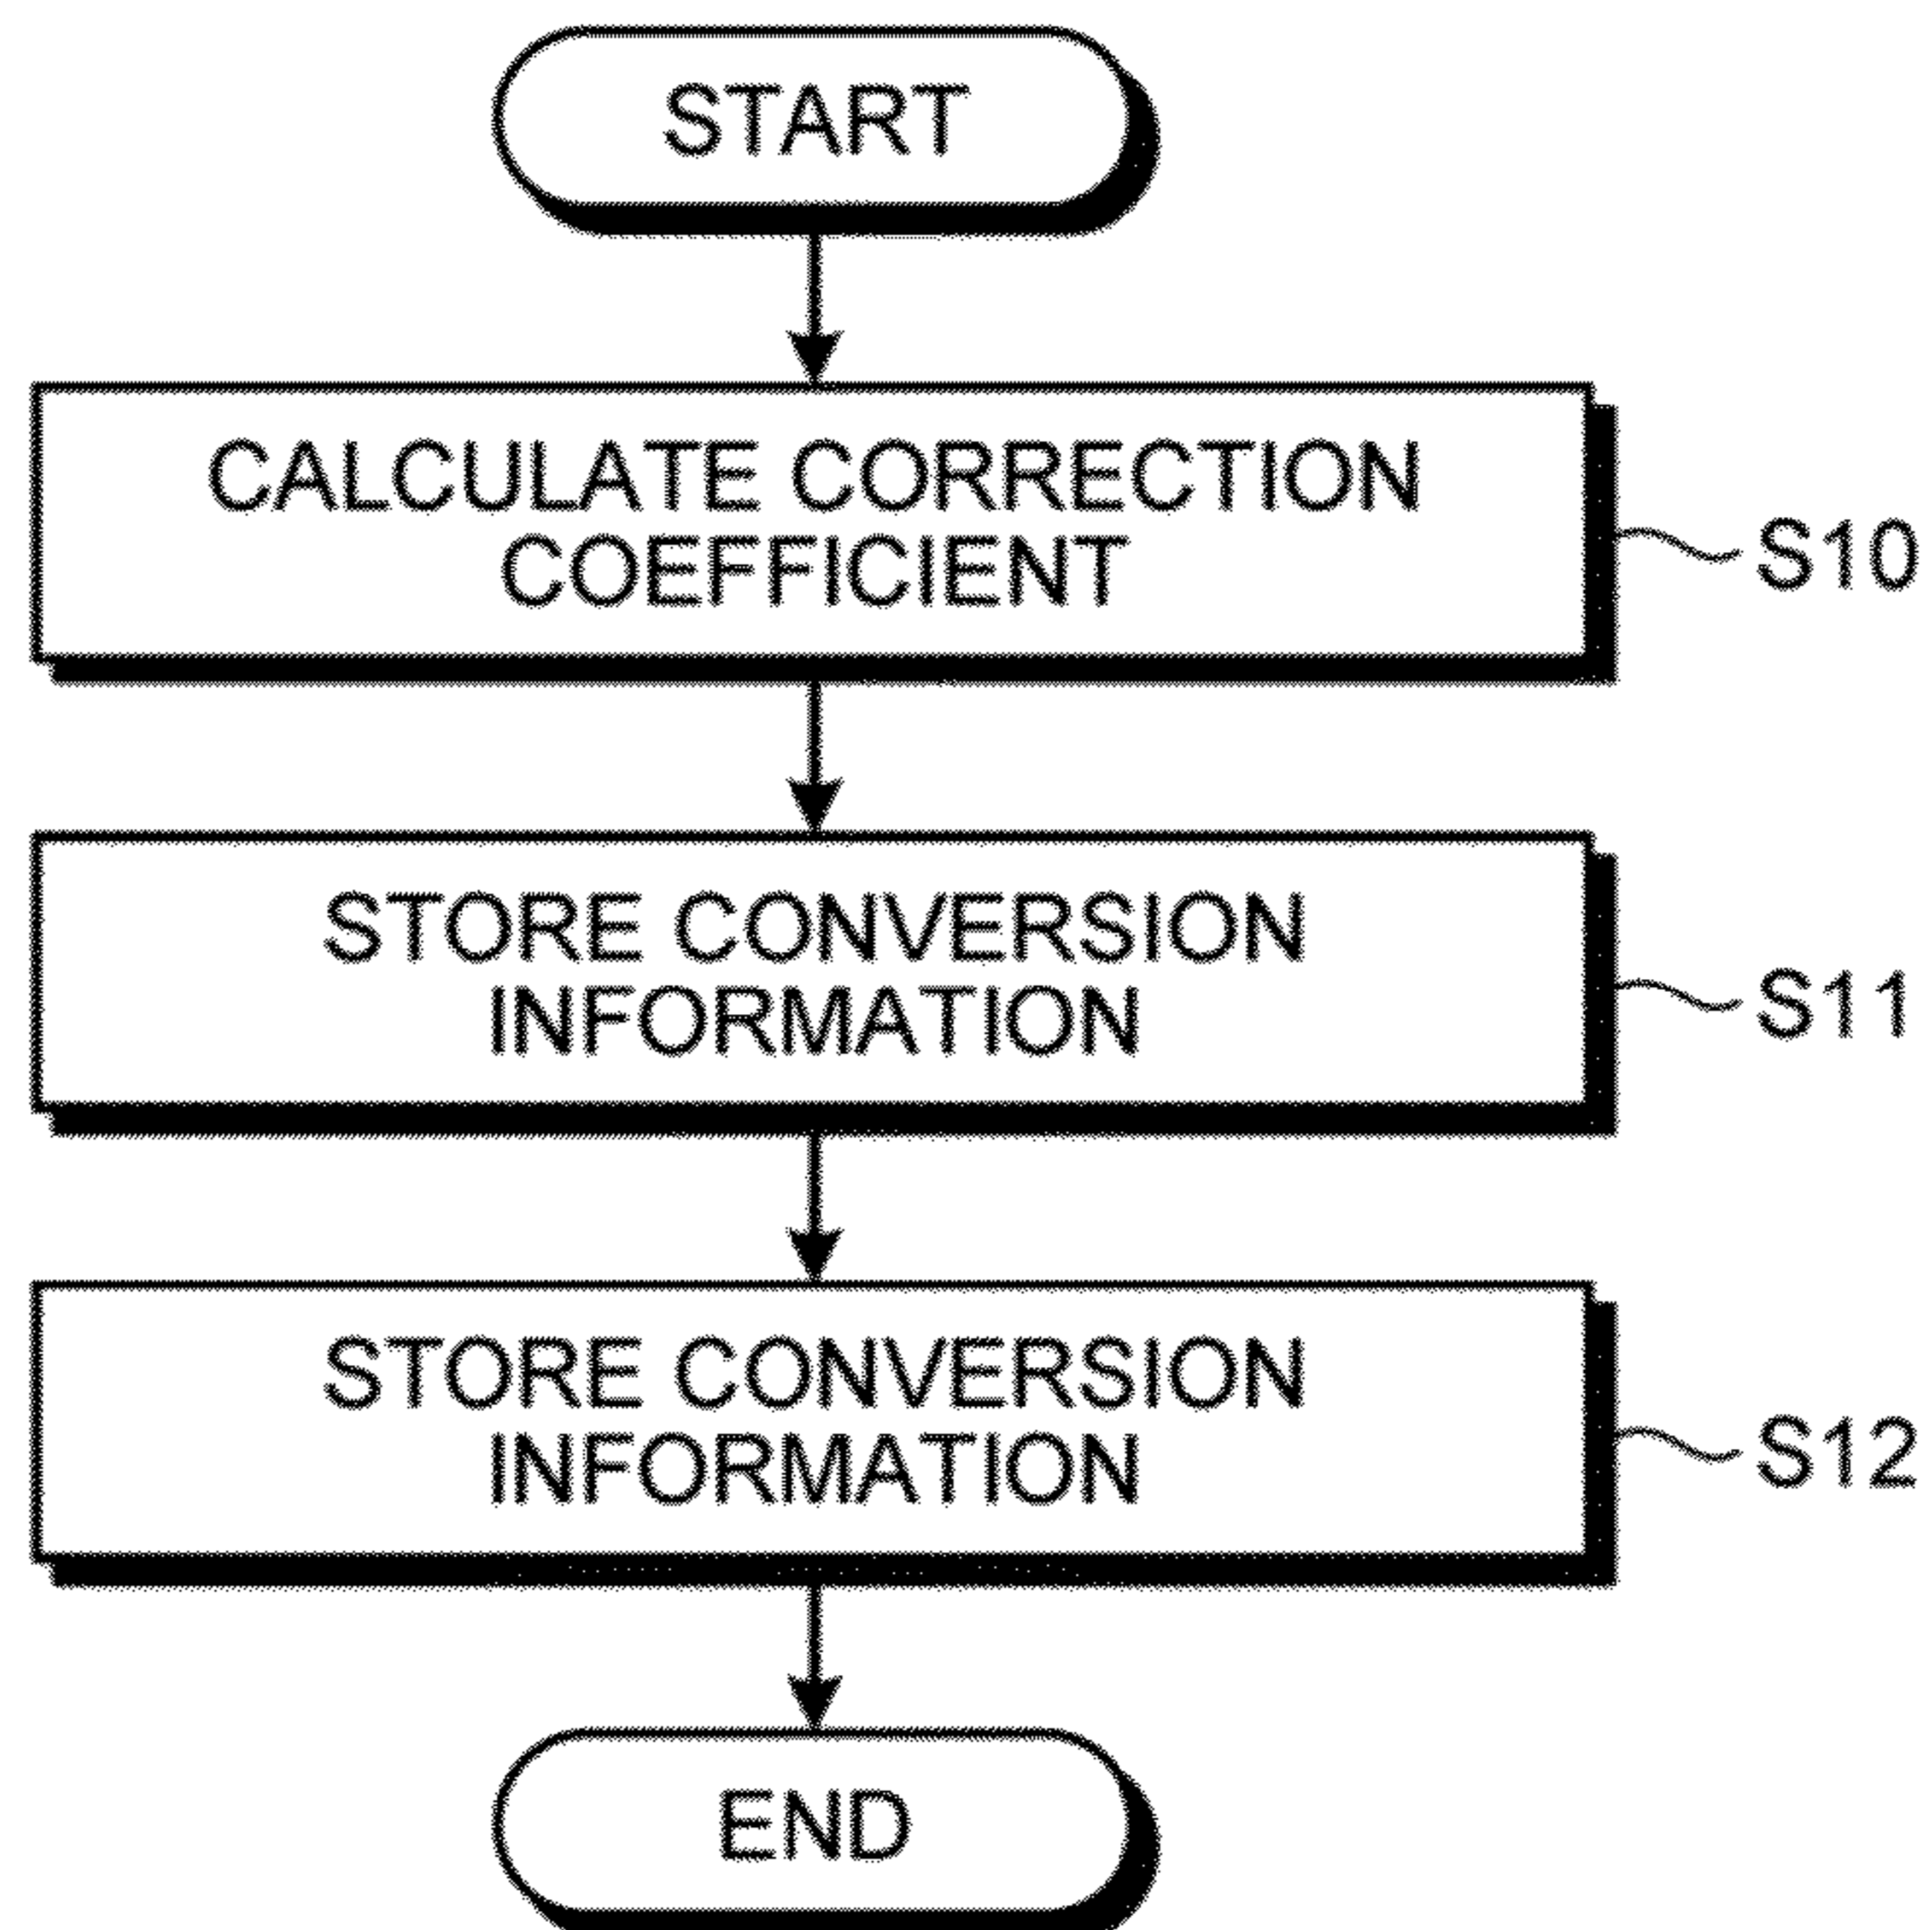 START
CALCULATE CORRECTION
COEFFICIENT
S10
STORE CONVERSION
INFORMATION
S11
STORE CONVERSION
INFORMATION
S12
END